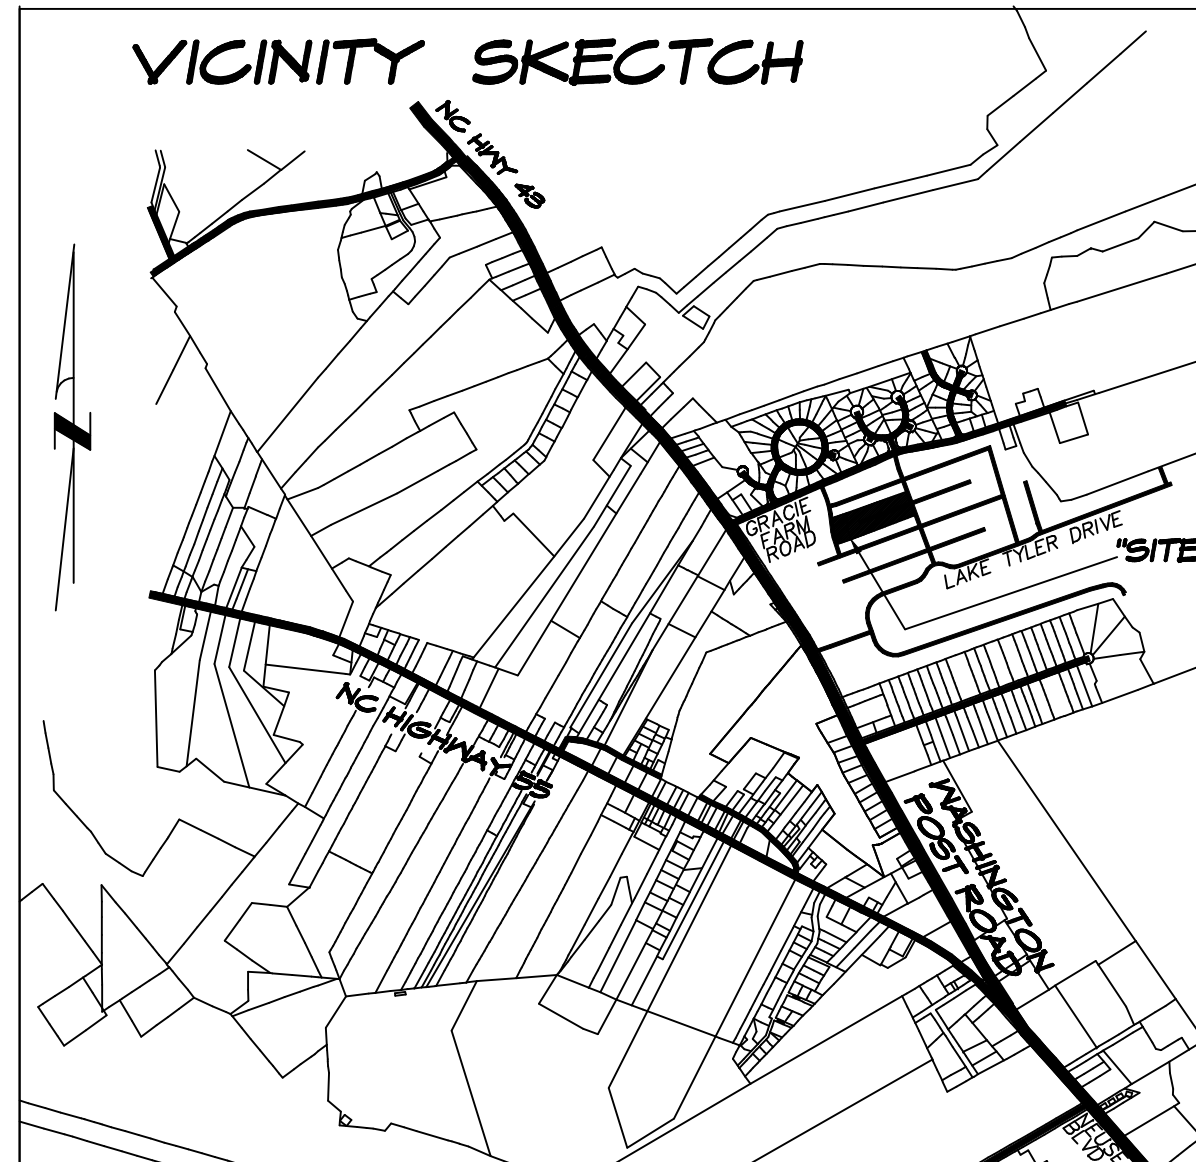 VICINITY SKECTCH
NC HWY 43
GRACIE
FARM
ROAD
LAKE TYLER DRIVE
"SITE
NC HIGHWAY 55
WASHINGTON
POST ROAD
NEUSE
BLVD
N